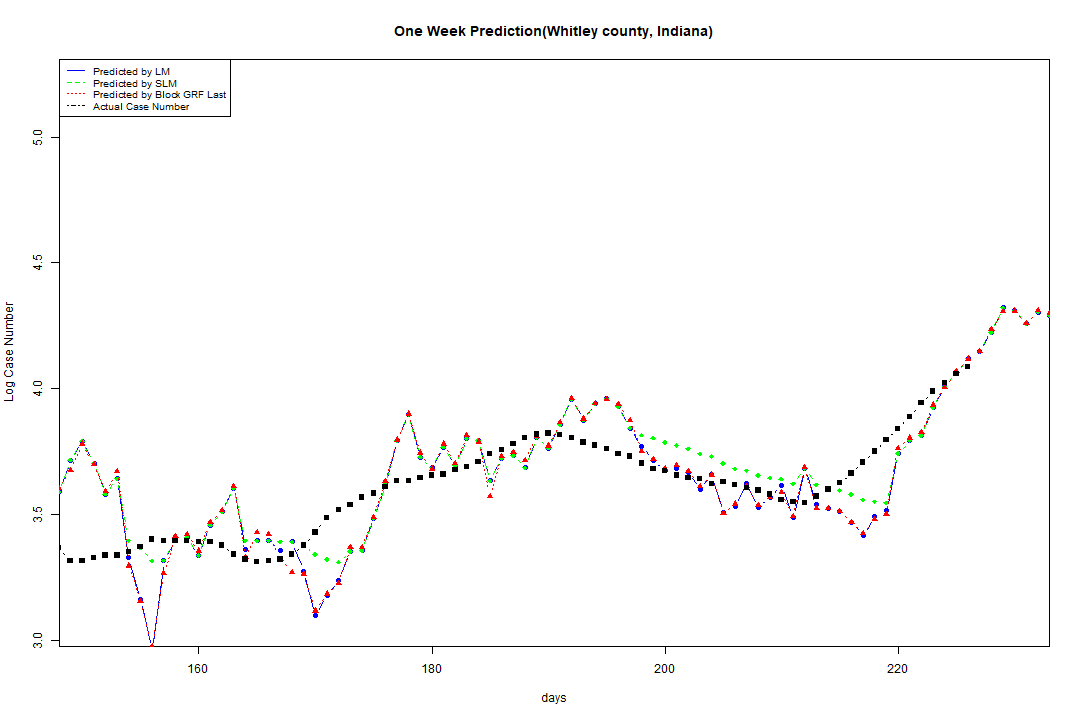 One Week Prediction(Whitley county, Indiana)
Predicted by LM
Predicted by SLM
Predicted by Block GRF Last
Actual Case Number
5.0
4.5
4.0
3.5
3.0
Log Case Number
160 180 200 220
days